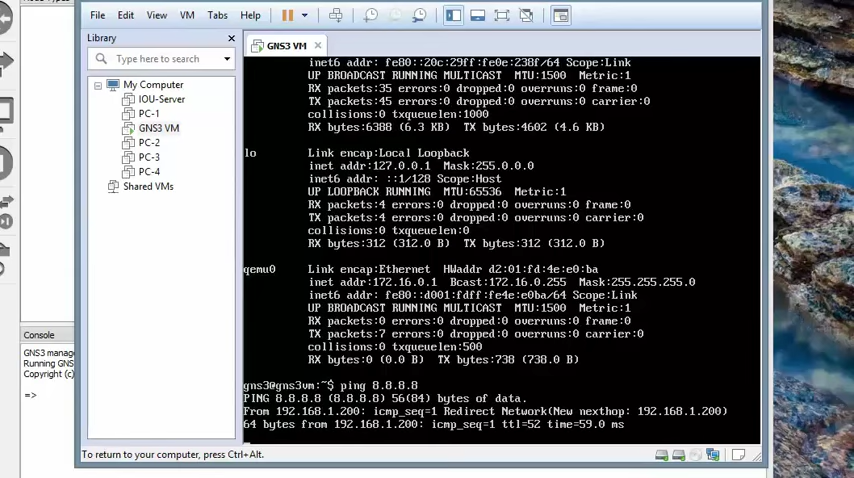 File Edit View VM Tabs Help
Library
Type here to search
My Computer
IOU-Server
PC-1
GNS3 VM
PC-2
PC-3
PC-4
Shared VMs
Console
GNS3 mana
Running GNS
Copyright (c)
=>
GNS3 VM
inet6 addr: fe80::20c:29ff:fe0e:238f/64 Scope:Link
UP BROADCAST RUNNING MULTICAST MTU:1500 Metric:1
RX packets:35 errors:0 dropped:0 overruns:0 frame:0
TX packets:45 errors:0 dropped:0 overruns:0 carrier:0
collisions:0 txqueuelen:1000
RX bytes:6388 (6.3 KB) TX bytes:4602 (4.6 KB)
lo Link encap:Local Loopback
inet addr:127.0.0.1 Mask:255.0.0.0
inet6 addr: ::1/128 Scope:Host
UP LOOPBACK RUNNING MTU:65536 Metric:1
RX packets:4 errors:0 dropped:0 overruns:0 frame:0
TX packets:4 errors:0 dropped:0 overruns:0 carrier:0
collisions:0 txqueuelen:0
RX bytes:312 (312.0 B) TX bytes:312 (312.0 B)
qemu0 Link encap:Ethernet HWaddr d2:01:fd:4e:e0:ba
inet addr:172.16.0.1 Bcast:172.16.0.255 Mask:255.255.255.0
inet6 addr: fe80::d001:fdff:fe4e:e0ba/64 Scope:Link
UP BROADCAST RUNNING MULTICAST MTU:1500 Metric:1
RX packets:0 errors:0 dropped:0 overruns:0 frame:0
TX packets:7 errors:0 dropped:0 overruns:0 carrier:0
collisions:0 txqueuelen:500
RX bytes:0 (0.0 B) TX bytes:738 (738.0 B)
gns3@gns3vm:~$ ping 8.8.8.8
PING 8.8.8.8 (8.8.8.8) 56(84) bytes of data.
From 192.168.1.200: icmp_seq=1 Redirect Network(New nexthop: 192.168.1.200)
64 bytes from 192.168.1.200: icmp_seq=1 ttl=52 time=59.0 ms
To return to your computer, press Ctrl+Alt.